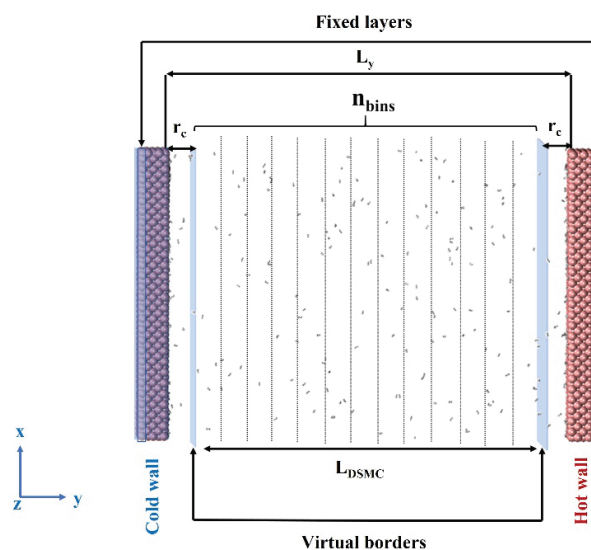 Fixed layers
L_y
n_bins
r_c
r_c
x
z
y
Cold wall
L_DSMC
Hot wall
Virtual borders